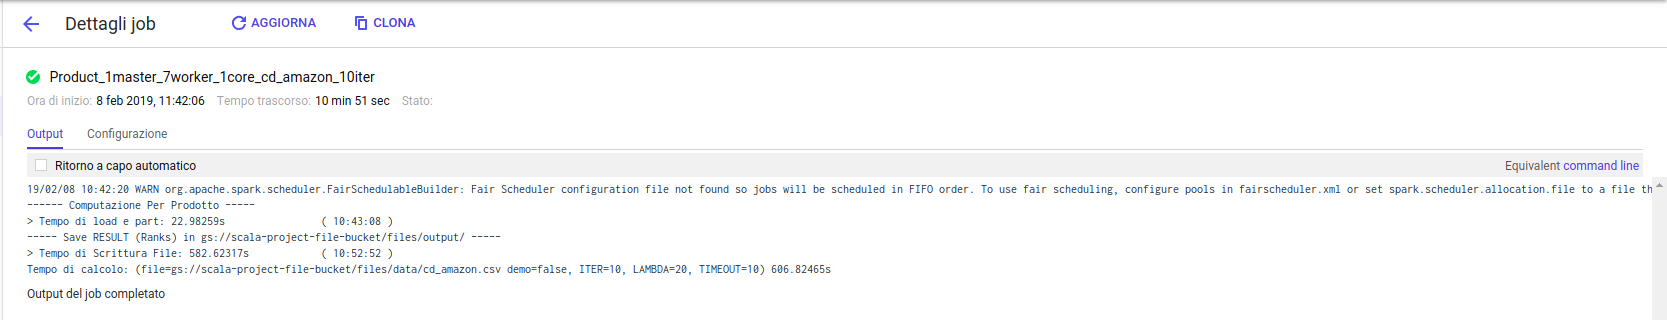 Dettagli job AGGIORNA CLONA
Product_1master_7worker_1core_cd_amazon_10iter
Ora di inizio: 8 feb 2019, 11:42:06 Tempo trascorso: 10 min 51 sec Stato:
Output Configurazione
Ritorno a capo automatico Equivalent command line
19/02/08 10:42:20 WARN org.apache.spark.scheduler.FairSchedulableBuilder: Fair Scheduler configuration file not found so jobs will be scheduled in FIFO order. To use fair scheduling, configure pools in fairscheduler.xml or set spark.scheduler.allocation.file to a file th
------ Computazione Per Prodotto -----
> Tempo di load e part: 22.98259s ( 10:43:08 )
----- Save RESULT (Ranks) in gs://scala-project-file-bucket/files/output/ -----
> Tempo di Scrittura File: 582.62317s ( 10:52:52 )
Tempo di calcolo: (file=gs://scala-project-file-bucket/files/data/cd_amazon.csv demo=false, ITER=10, LAMBDA=20, TIMEOUT=10) 606.82465s
Output del job completato